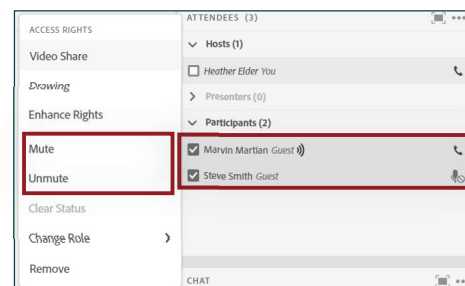 ACCESS RIGHTS
Video Share
Drawing
Enhance Rights
Mute
Unmute
Clear Status
Change Role
Remove
ATTENDEES (3)
Hosts (1)
Heather Elder You
Presenters (0)
Participants (2)
Marvin Martian Guest
Steve Smith Guest
CHAT